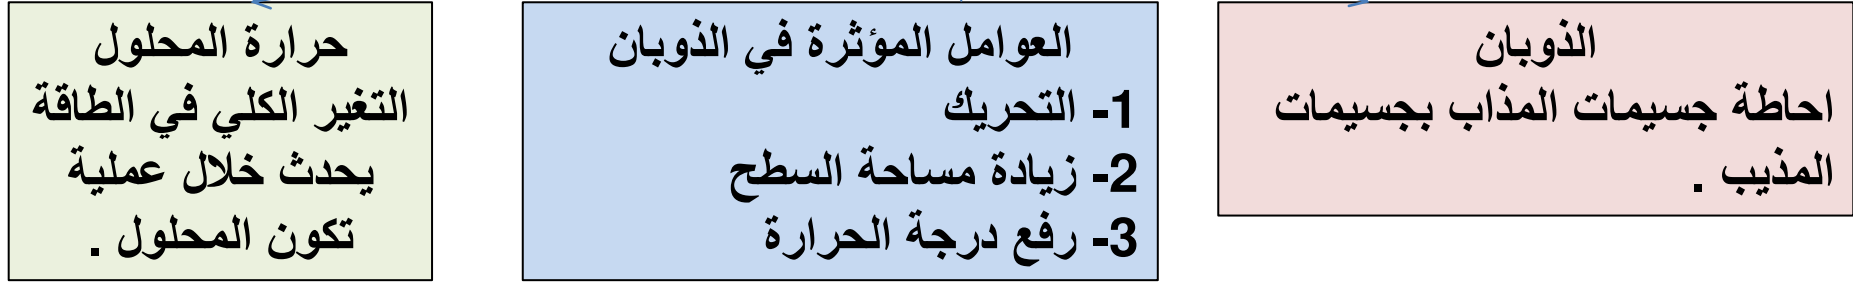 الذوبان
احاطة جسيمات المذاب بجسيمات
المذيب .
العوامل المؤثرة في الذوبان
1- التحريك
2- زيادة مساحة السطح
3- رفع درجة الحرارة
حرارة المحلول
التغير الكلي في الطاقة
يحدث خلال عملية
تكون المحلول .